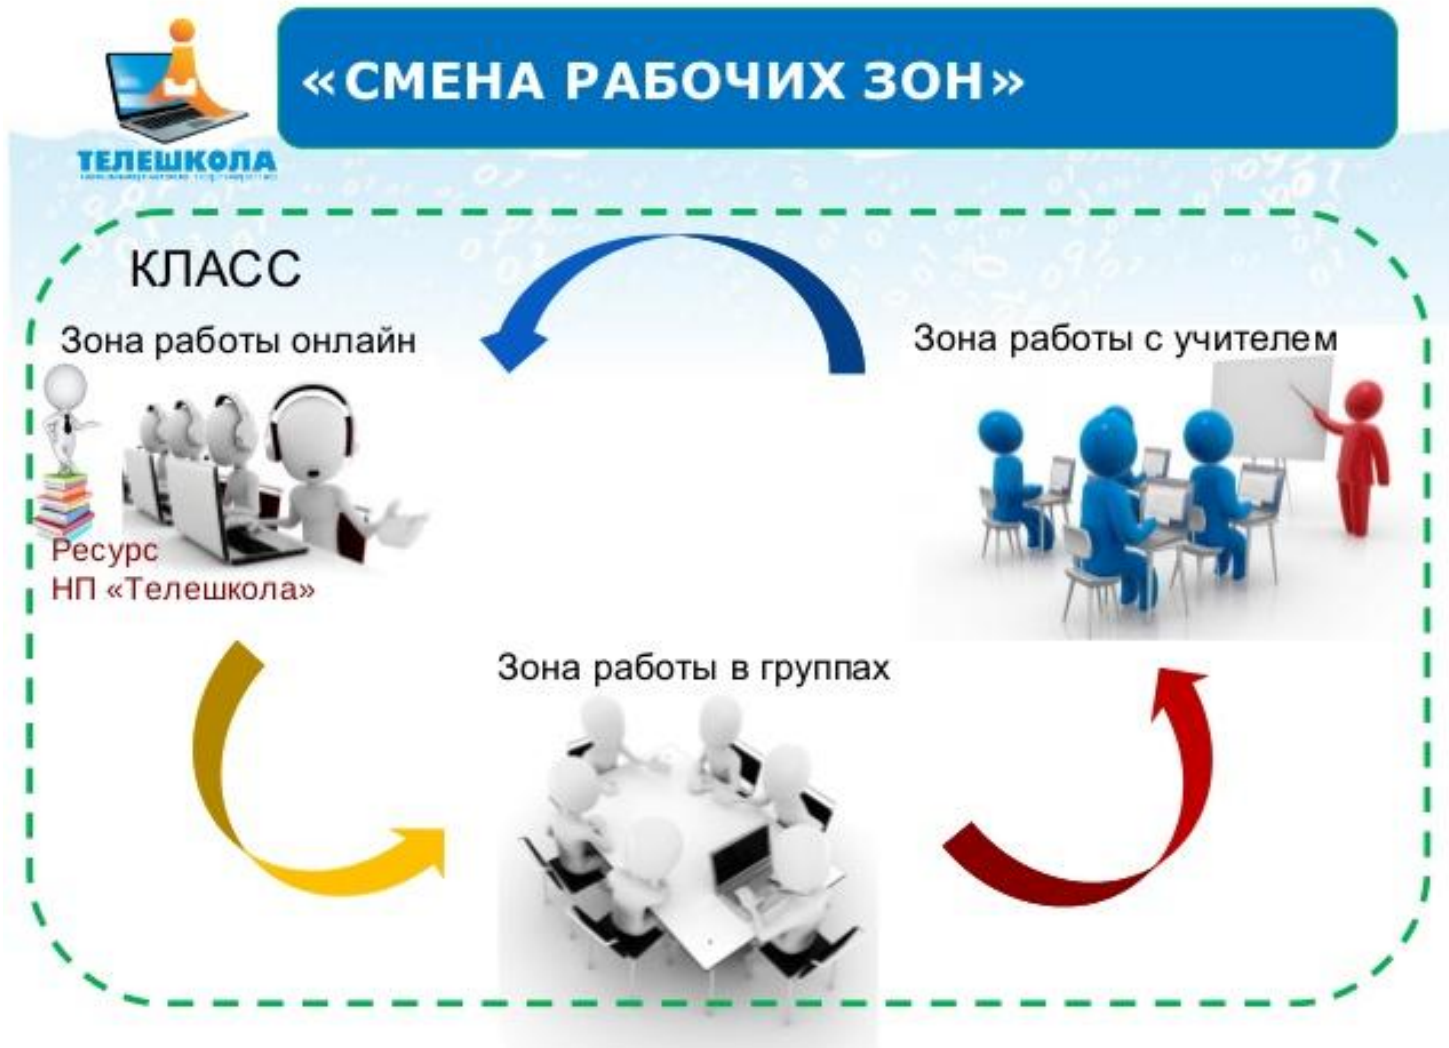 «СМЕНА РАБОЧИХ ЗОН»
ТЕЛЕШКОЛА
КЛАСС
Зона работы онлайн
Зона работы с учителем
Ресурс
НП «Телешкола»
Зона работы в группах